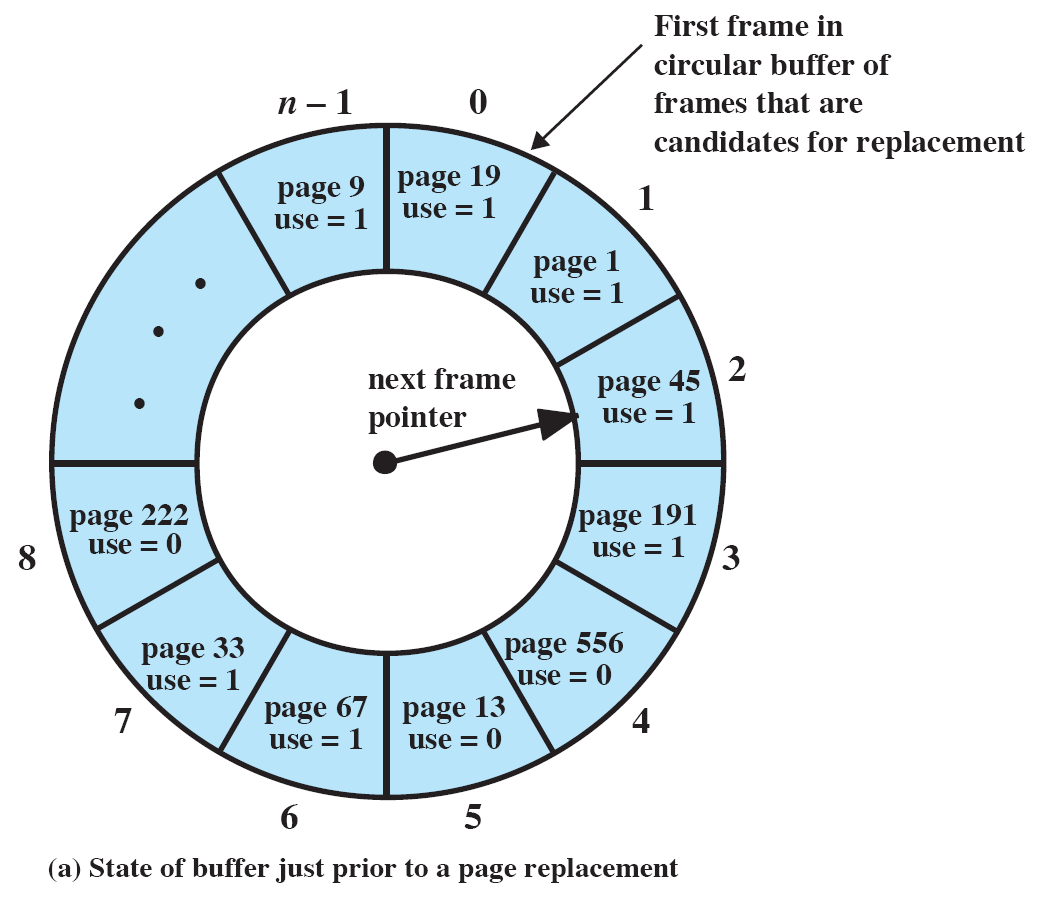 First frame in
circular buffer of
frames that are
candidates for replacement
n – 1
0
page 9
use = 1
page 19
use = 1
1
page 1
use = 1
2
page 45
use = 1
next frame
pointer
page 191
use = 1
3
page 556
use = 0
4
page 13
use = 0
5
page 67
use = 1
6
page 33
use = 1
7
page 222
use = 0
8
(a) State of buffer just prior to a page replacement